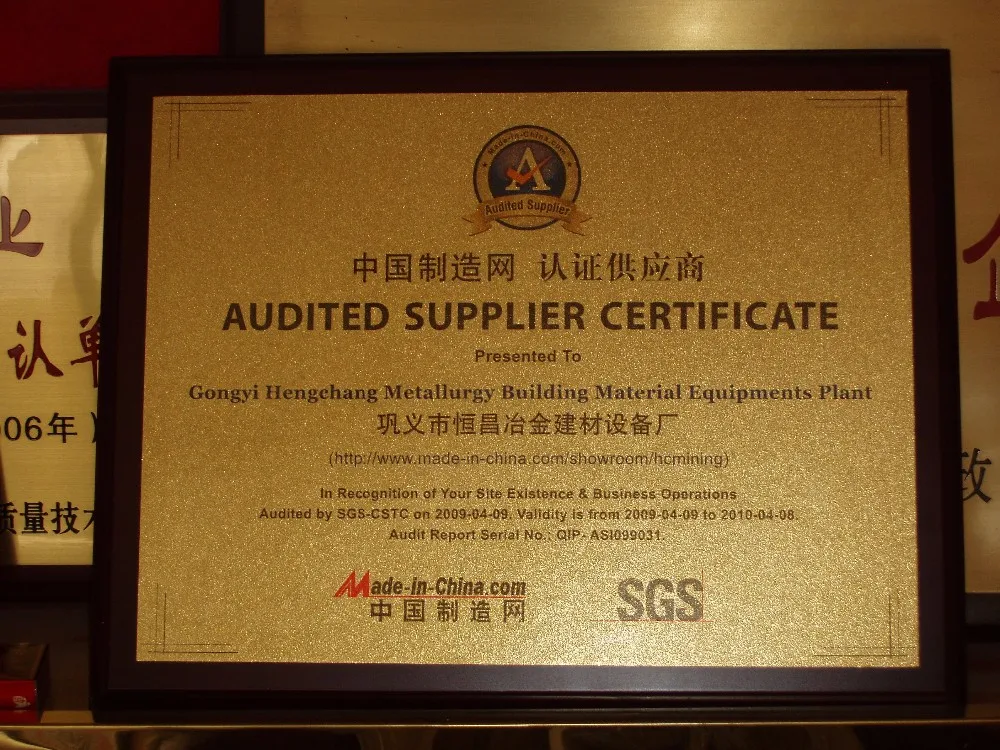 Made-in-China.com
A
Audited Supplier
中国制造网 认证供应商
AUDITED SUPPLIER CERTIFICATE
Presented To
Gongyi Hengchang Metallurgy Building Material Equipments Plant
巩义市恒昌冶金建材设备厂
(http://www.made-in-china.com/showroom/hcmining)
In Recognition of Your Site Existence & Business Operations
Audited by SGS-CSTC on 2009-04-09. Validity is from 2009-04-09 to 2010-04-08.
Audit Report Serial No.: QIP- ASI099031.
Made-in-China.com
中国制造网
SGS
业
认单
06年
质量技术
企
致